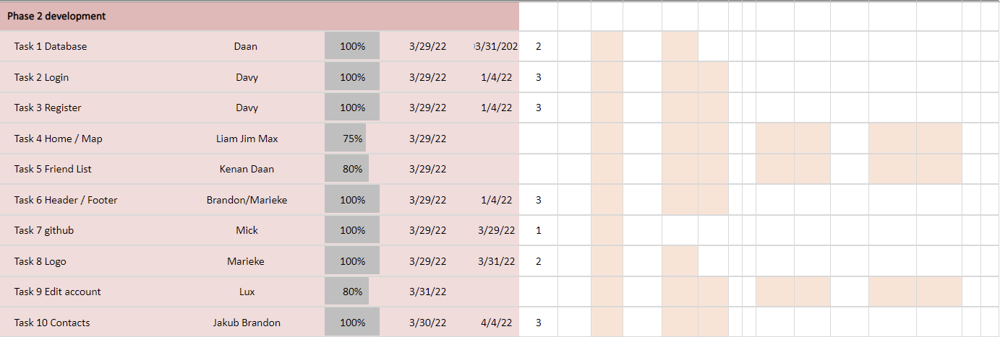 Phase 2 development
Task 1 Database Daan 100% 3/29/22 03/31/202 2
Task 2 Login Davy 100% 3/29/22 1/4/22 3
Task 3 Register Davy 100% 3/29/22 1/4/22 3
Task 4 Home / Map Liam Jim Max 75% 3/29/22
Task 5 Friend List Kenan Daan 80% 3/29/22
Task 6 Header / Footer Brandon/Marieke 100% 3/29/22 1/4/22 3
Task 7 github Mick 100% 3/29/22 3/29/22 1
Task 8 Logo Marieke 100% 3/29/22 3/31/22 2
Task 9 Edit account Lux 80% 3/31/22
Task 10 Contacts Jakub Brandon 100% 3/30/22 4/4/22 3